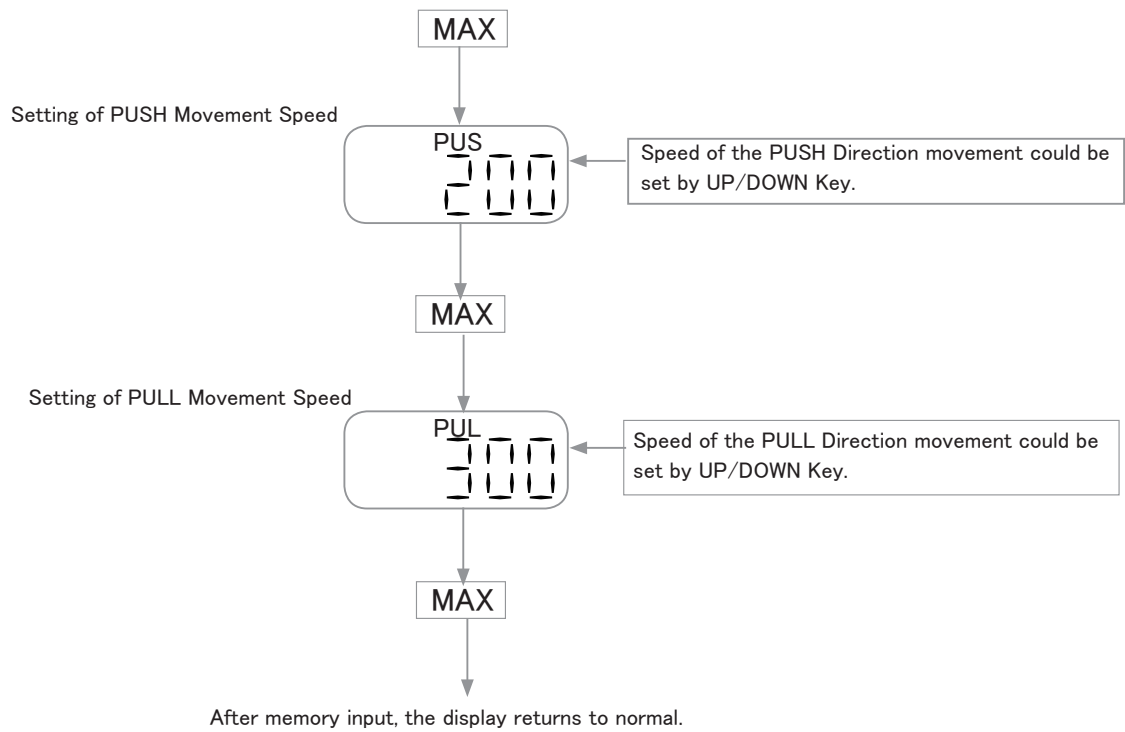 MAX
Setting of PUSH Movement Speed
PUS
200
Speed of the PUSH Direction movement could be
set by UP/DOWN Key.
MAX
Setting of PULL Movement Speed
PUL
300
Speed of the PULL Direction movement could be
set by UP/DOWN Key.
MAX
After memory input, the display returns to normal.